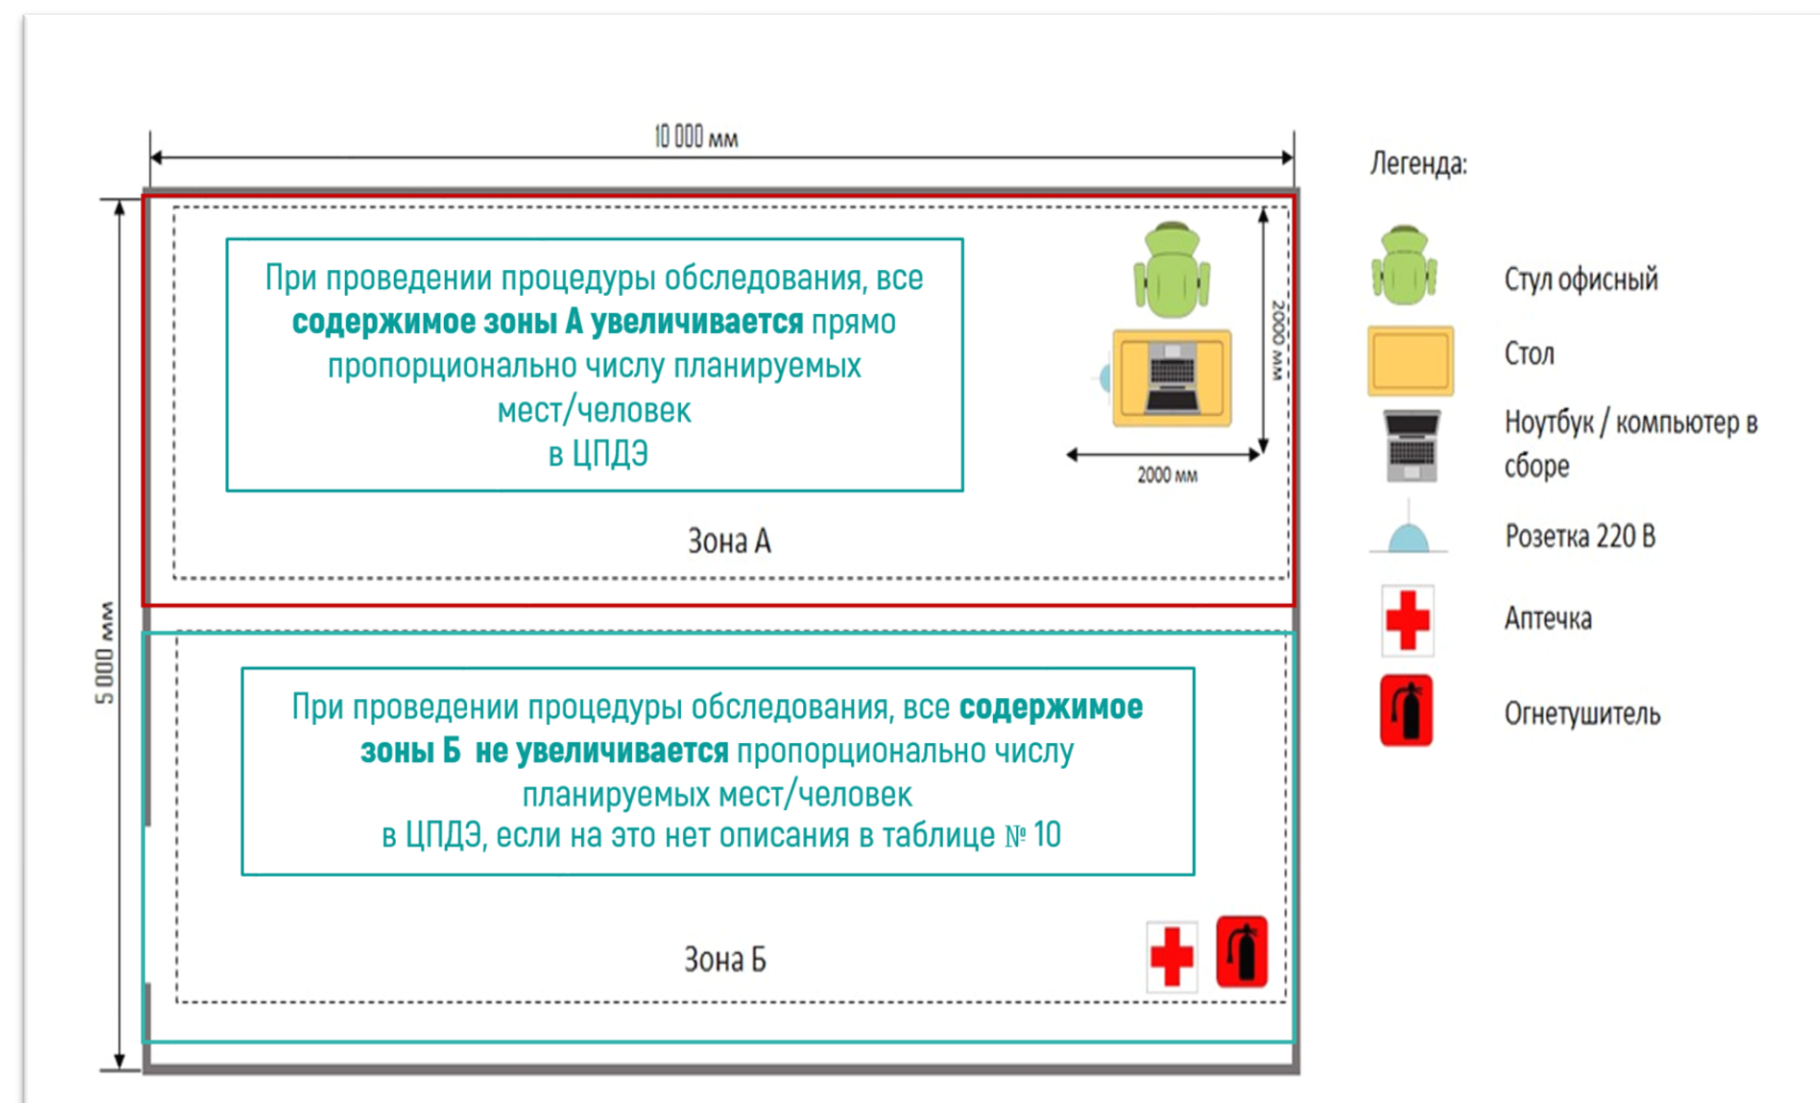 10 000 мм
Легенда:
При проведении процедуры обследования, все
содержимое зоны А увеличивается прямо
пропорционально числу планируемых
мест/человек
в ЦПДЭ
2000 мм
2000 мм
Зона А
Стул офисный
Стол
Ноутбук / компьютер в
сборе
Розетка 220 В
Аптечка
Огнетушитель
5 000 мм
При проведении процедуры обследования, все содержимое
зоны Б не увеличивается пропорционально числу
планируемых мест/человек
в ЦПДЭ, если на это нет описания в таблице № 10
Зона Б